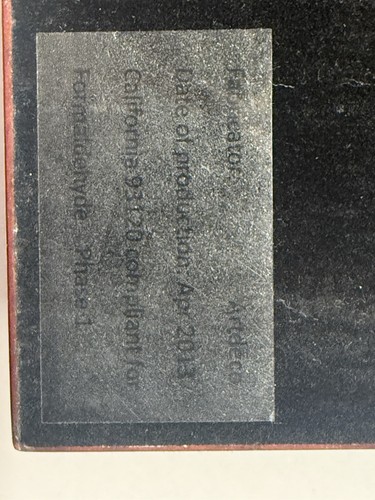 Fabricator: Artdeco
Date of production: Apr 2013
California 93120 compliant for
Formaldehyde Phase 1